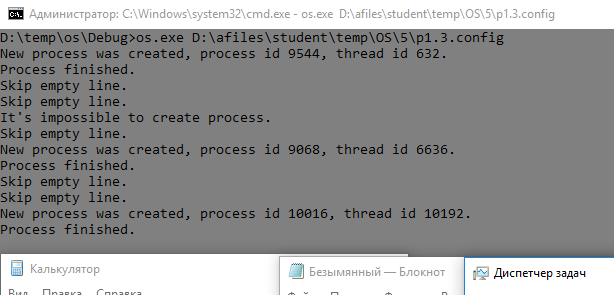 Администратор: C:\Windows\system32\cmd.exe - os.exe D:\afiles\student\temp\OS\5\p1.3.config
D:\temp\os\Debug>os.exe D:\afiles\student\temp\OS\5\p1.3.config
New process was created, process id 9544, thread id 632.
Process finished.
Skip empty line.
Skip empty line.
It's impossible to create process.
Skip empty line.
New process was created, process id 9068, thread id 6636.
Process finished.
Skip empty line.
Skip empty line.
New process was created, process id 10016, thread id 10192.
Process finished.
Калькулятор
Безымянный — Блокнот
Диспетчер задач
Вид Правка Справка